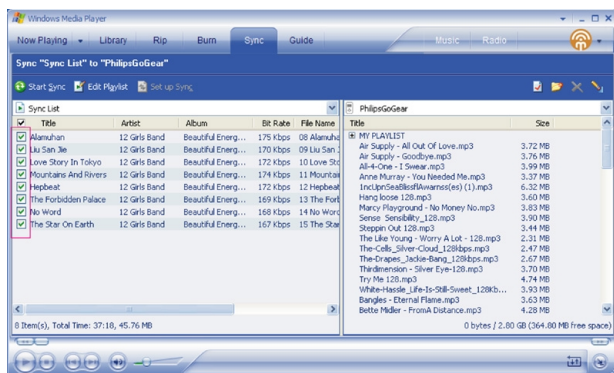 Windows Media Player
Now Playing Library Rip Burn Sync Guide Music Radio
Sync "Sync List" to "PhilipsGoGear"
Start Sync Edit Playlist Set up Sync
Sync List
Title Artist Album Bit Rate File Name
Alamuhan 12 Girls Band Beautiful Energ... 175 Kbps 08 Alamuha
Liu San Jie 12 Girls Band Beautiful Energ... 170 Kbps 09 Liu San J
Love Story In Tokyo 12 Girls Band Beautiful Energ... 172 Kbps 10 Love Sto
Mountains And Rivers 12 Girls Band Beautiful Energ... 174 Kbps 11 Mountain
Hepbeat 12 Girls Band Beautiful Energ... 172 Kbps 12 Hepbeat
The Forbidden Palace 12 Girls Band Beautiful Energ... 169 Kbps 13 The Forb
No Word 12 Girls Band Beautiful Energ... 168 Kbps 14 No Word
The Star On Earth 12 Girls Band Beautiful Energ... 167 Kbps 15 The Star
8 Item(s), Total Time: 37:18, 45.76 MB
PhilipsGoGear
Title Size
MY PLAYLIST
Air Supply - All Out Of Love.mp3 3.72 MB
Air Supply - Goodbye.mp3 3.76 MB
All-4-One - I Swear.mp3 3.99 MB
Anne Murray - You Needed Me.mp3 3.37 MB
6.32 MB
Hang loose 128.mp3 3.60 MB
Marcy Playground - No Money No.mp3 3.83 MB
Sense Sensibility_128.mp3 3.90 MB
Steppin Out 128.mp3 3.44 MB
The Like Young - Worry A Lot - 128.mp3 2.31 MB
The-Cells_Silver-Cloud_128kbps.mp3 2.47 MB
The-Drapes_Jackie-Bang_128kbps.mp3 2.67 MB
Thirdimension - Silver Eye-128.mp3 3.70 MB
Try Me 128.mp3 4.74 MB
White-Hassle_Life-Is-Still-Sweet_128Kb... 3.93 MB
Bangles - Eternal Flame.mp3 3.63 MB
Bette Midler - FromA Distance.mp3 4.28 MB
0 bytes / 2.80 GB (364.80 MB free space)